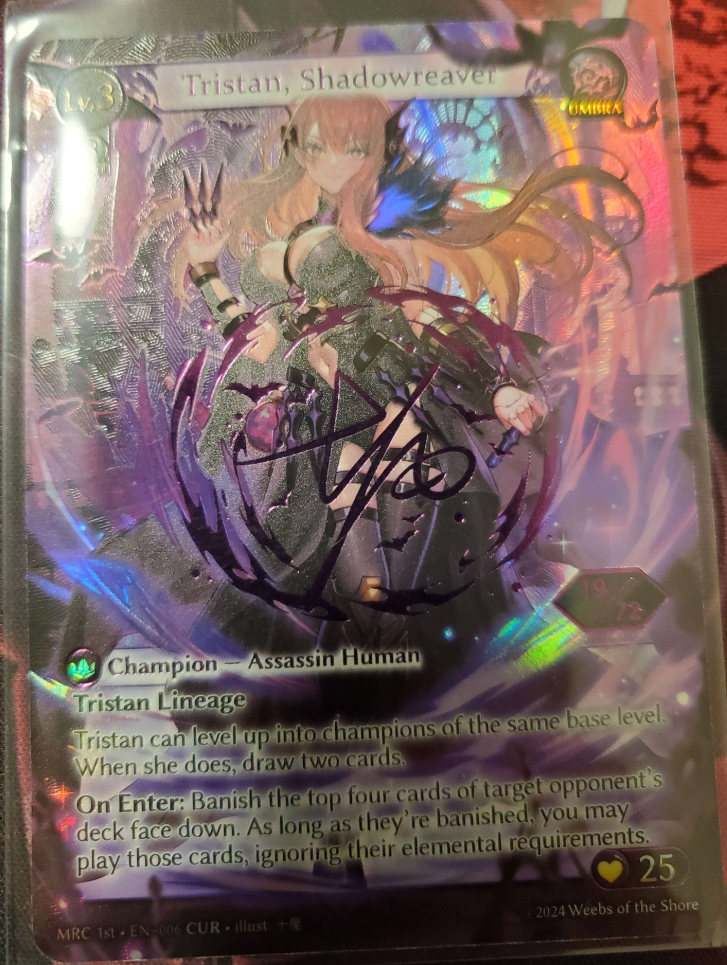 Lv.3
Tristan, Shadowreaver
UMBRA
19
72
Champion — Assassin Human
Tristan Lineage
Tristan can level up into champions of the same base level.
When she does, draw two cards.
On Enter: Banish the top four cards of target opponent's
deck face down. As long as they're banished, you may
play those cards, ignoring their elemental requirements.
25
2024 Weebs of the Shore
MRC 1st • EN-006 CUR • illust: 十尾